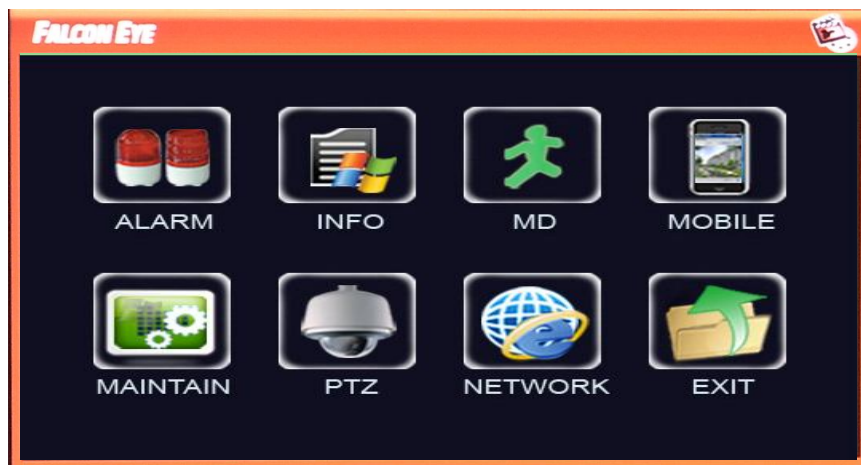 FALCON EYE
ALARM INFO MD MOBILE
MAINTAIN PTZ NETWORK EXIT